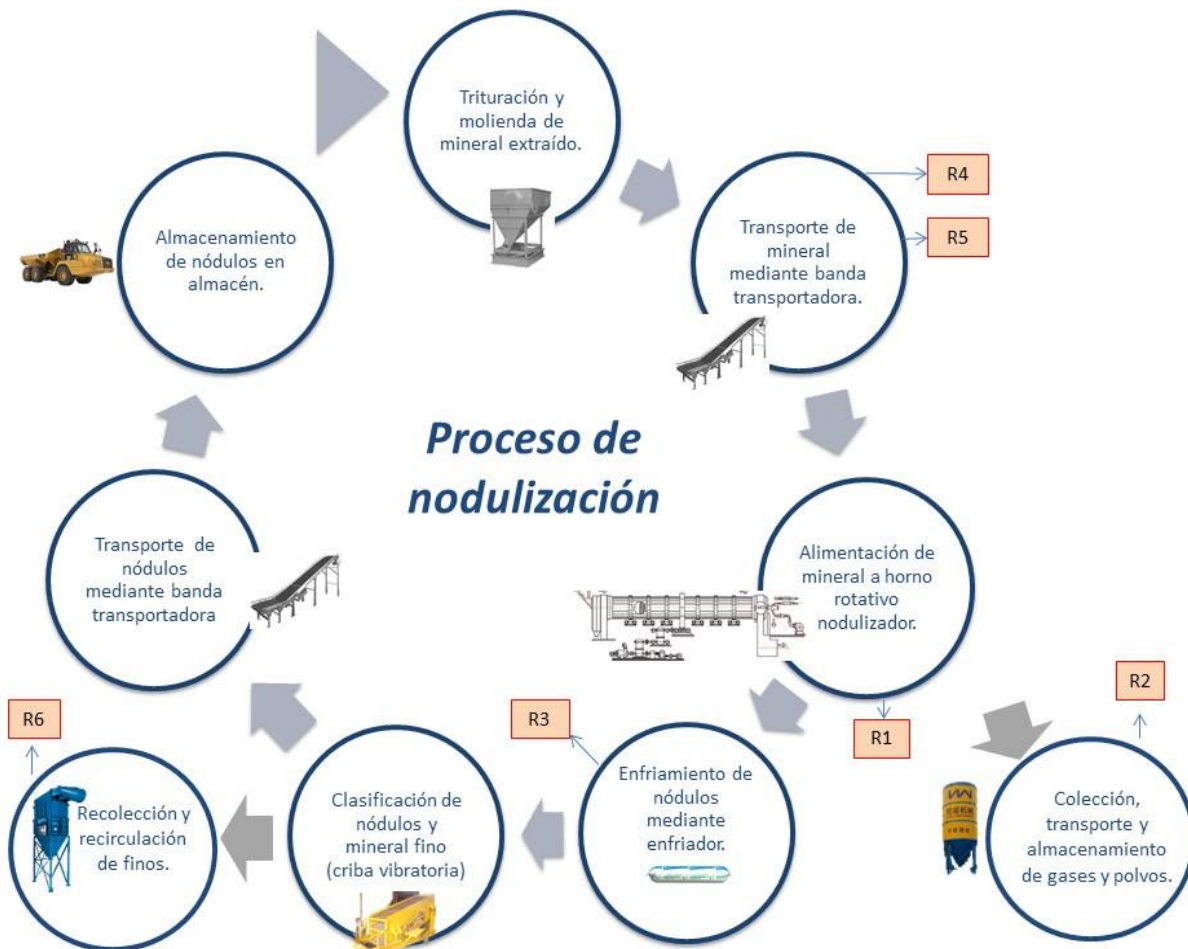 Trituración y
molienda de
mineral extraído.
R4
Transporte de
mineral
mediante banda
transportadora.
R5
Almacenamiento
de nódulos en
almacén.
Proceso de
nodulización
Alimentación de
mineral a horno
rotativo
nodulizador.
Transporte de
nódulos
mediante banda
transportadora
R1
R2
Colección,
transporte y
almacenamiento
de gases y polvos.
R3
Enfriamiento de
nódulos
mediante
enfriador.
Clasificación de
nódulos y
mineral fino
(criba vibratoria)
R6
Recolección y
recirculación
de finos.